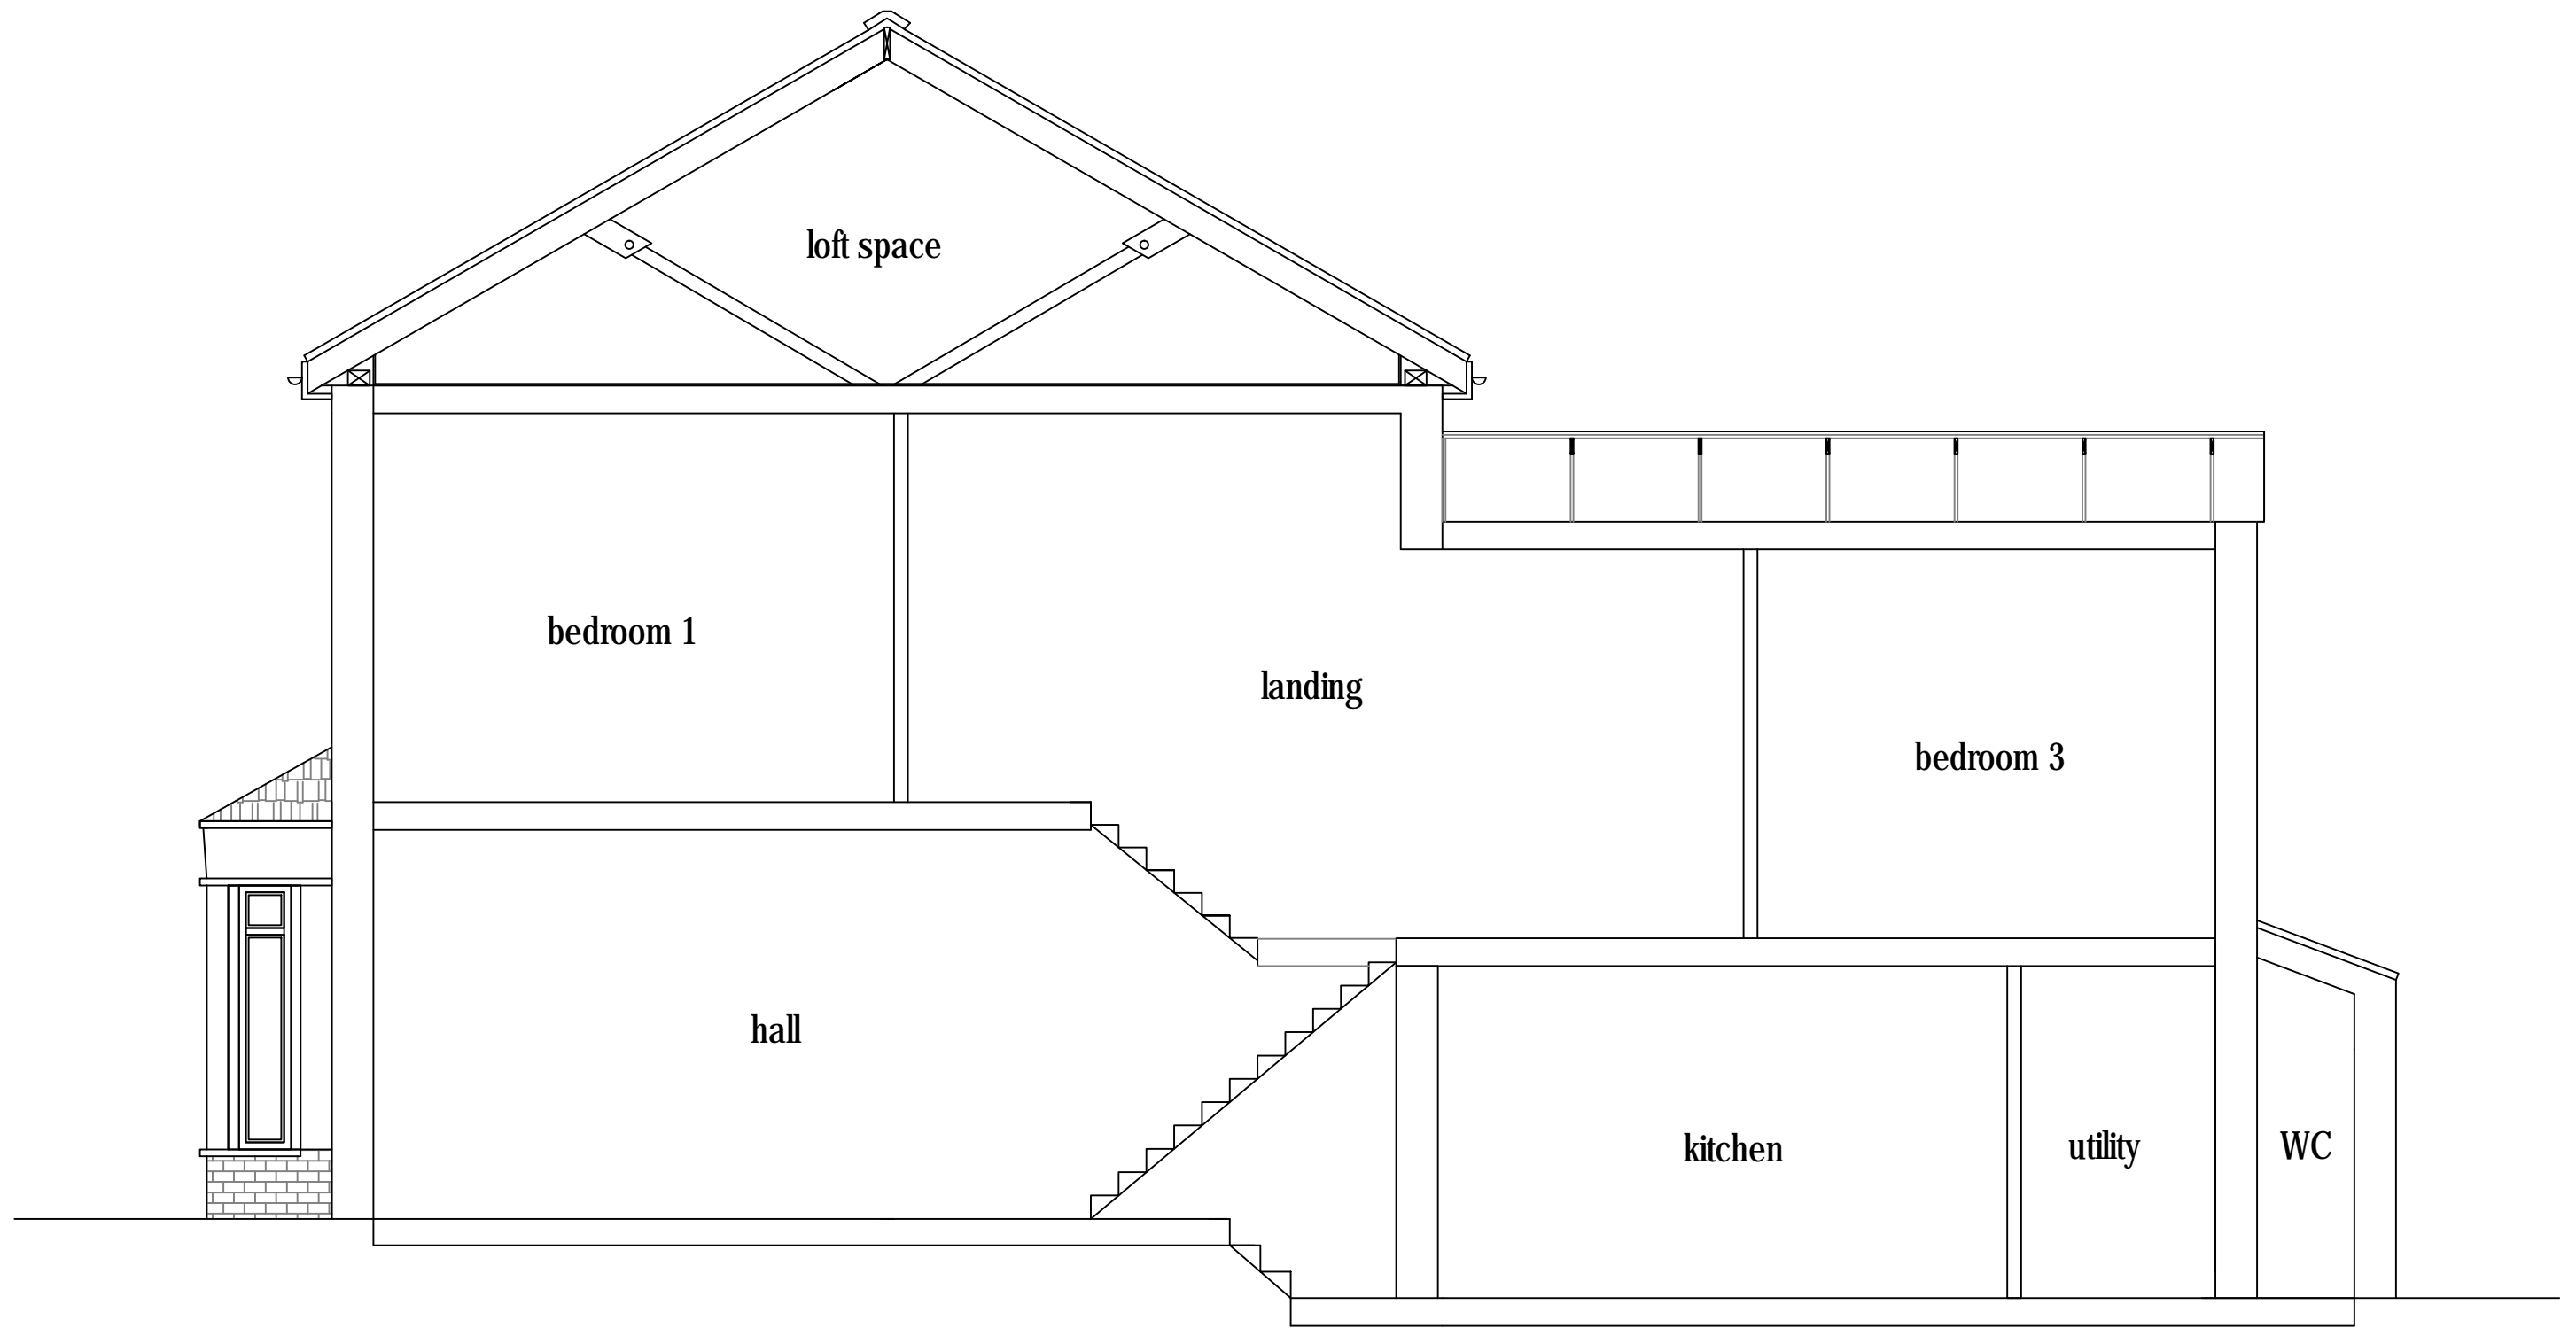 loft space
bedroom 1
landing
bedroom 3
hall
kitchen
utility
WC